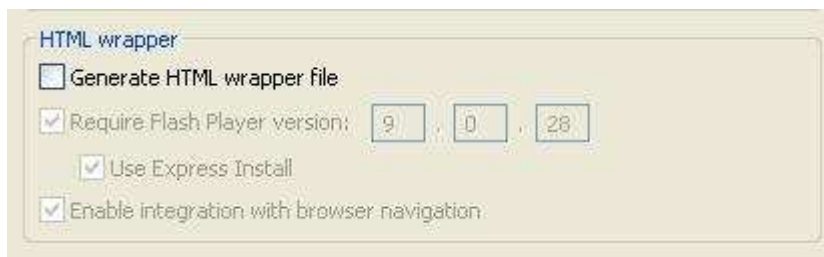 HTML wrapper
Generate HTML wrapper file
Require Flash Player version: 9 . 0 . 28
Use Express Install
Enable integration with browser navigation